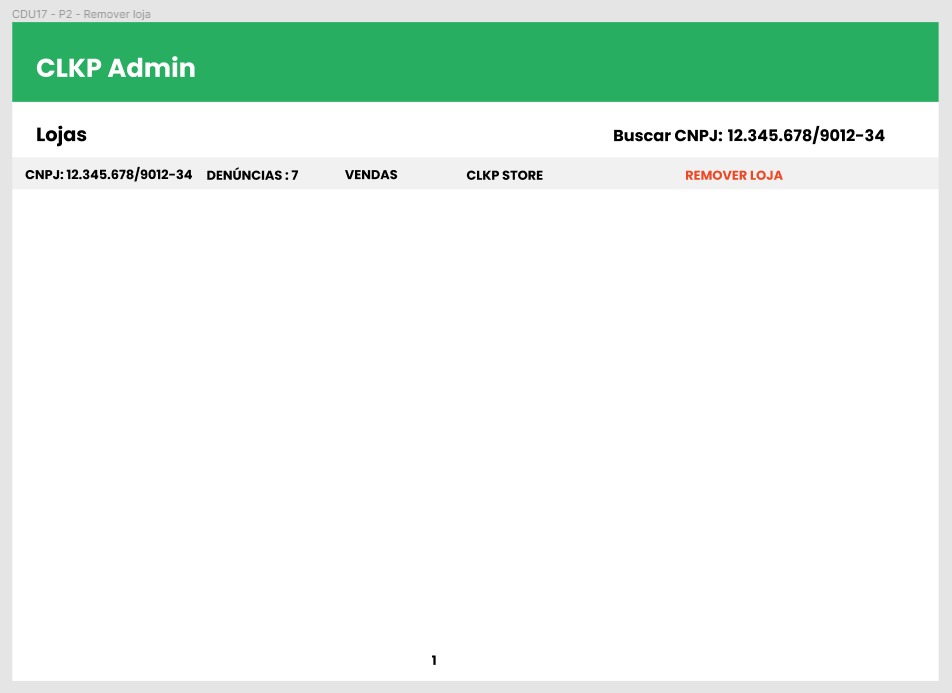 CDU17 - P2 - Remover loja
CLKP Admin
Lojas
Buscar CNPJ: 12.345.678/9012-34
CNPJ: 12.345.678/9012-34 DENÚNCIAS : 7 VENDAS CLKP STORE REMOVER LOJA
1